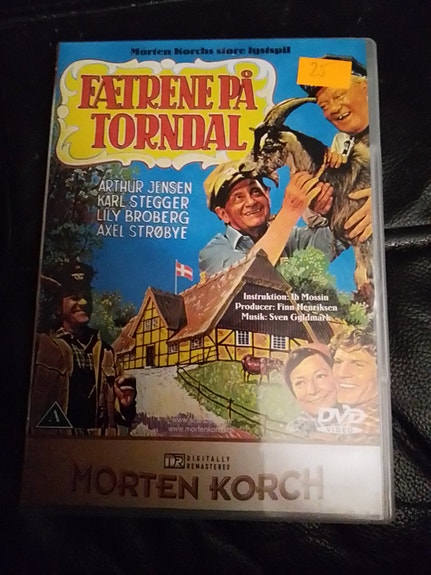 Morten Korchs store lystspil
25
FÆTRENE PÅ
TORNDAL
ARTHUR JENSEN
KARL STEGGER
LILY BROBERG
AXEL STRØBYE
Instruktion: Ib Mossin
Producer: Finn Henriksen
Musik: Sven Gyldmark
A
DVD
VIDEO
DIGITALLY
REMASTERED
MORTEN KORCH